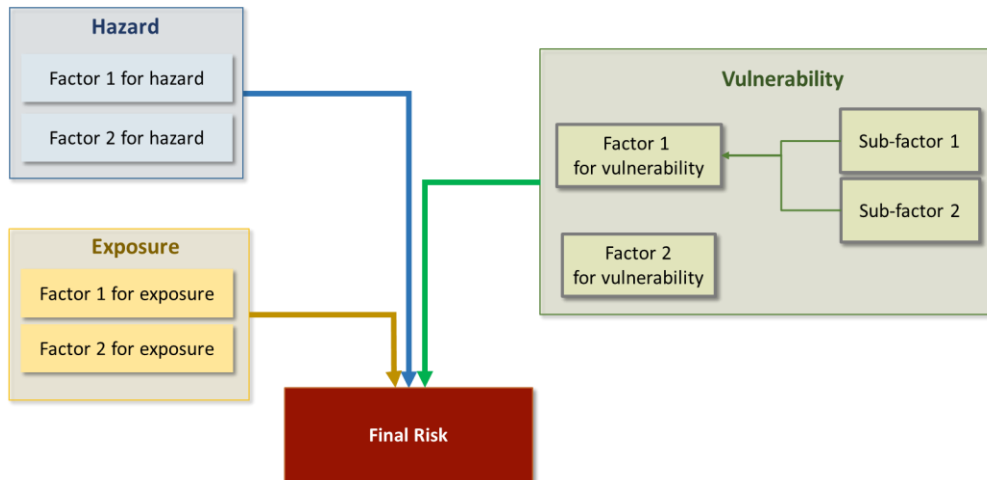 Hazard
Factor 1 for hazard
Factor 2 for hazard
Exposure
Factor 1 for exposure
Factor 2 for exposure
Vulnerability
Factor 1
for vulnerability
Factor 2
for vulnerability
Sub-factor 1
Sub-factor 2
Final Risk